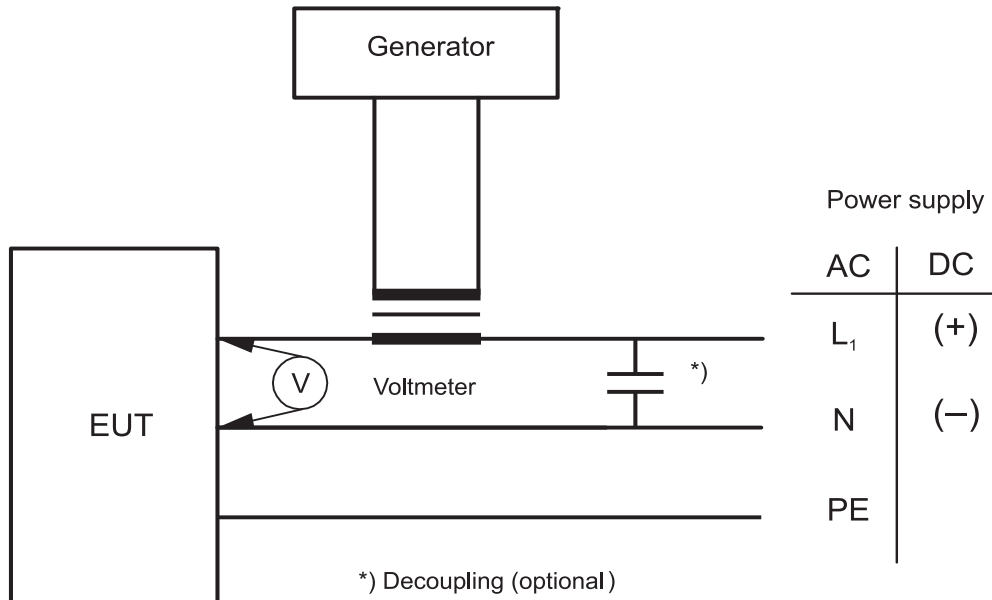 Generator
Power supply
AC DC
L₁ (+)
V Voltmeter *)
EUT N (–)
PE
*) Decoupling (optional)